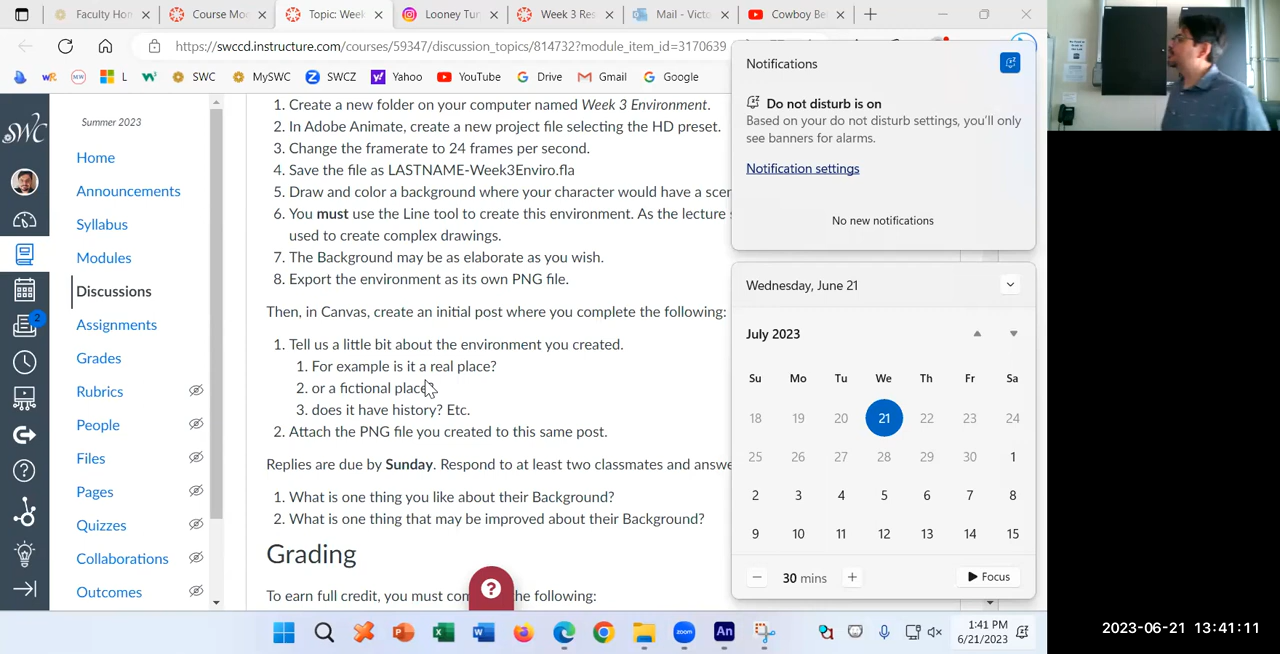 Faculty Hom
Course Mod
Topic: Week
Looney Tun
Week 3 Res
Mail - Victo
Cowboy Be
https://swccd.instructure.com/courses/59347/discussion_topics/814732?module_item_id=3170639
L
SWC
MySWC
SWCZ
Yahoo
YouTube
Drive
Gmail
Google
SWC
2
Summer 2023
Home
Announcements
Syllabus
Modules
Discussions
Assignments
Grades
Rubrics
People
Files
Pages
Quizzes
Collaborations
Outcomes
1. Create a new folder on your computer named Week 3 Environment.
2. In Adobe Animate, create a new project file selecting the HD preset.
3. Change the framerate to 24 frames per second.
4. Save the file as LASTNAME-Week3Enviro.fla
5. Draw and color a background where your character would have a scen
6. You must use the Line tool to create this environment. As the lecture
used to create complex drawings.
7. The Background may be as elaborate as you wish.
8. Export the environment as its own PNG file.
Then, in Canvas, create an initial post where you complete the following:
1. Tell us a little bit about the environment you created.
1. For example is it a real place?
2. or a fictional place?
3. does it have history? Etc.
2. Attach the PNG file you created to this same post.
Replies are due by Sunday. Respond to at least two classmates and answe
1. What is one thing you like about their Background?
2. What is one thing that may be improved about their Background?
Grading
To earn full credit, you must com the following:
Notifications
Do not disturb is on
Based on your do not disturb settings, you'll only
see banners for alarms.
Notification settings
No new notifications
Wednesday, June 21
July 2023
Su Mo Tu We Th Fr Sa
18 19 20 21 22 23 24
25 26 27 28 29 30 1
2 3 4 5 6 7 8
9 10 11 12 13 14 15
30 mins
Focus
1:41 PM
6/21/2023
2023-06-21 13:41:11